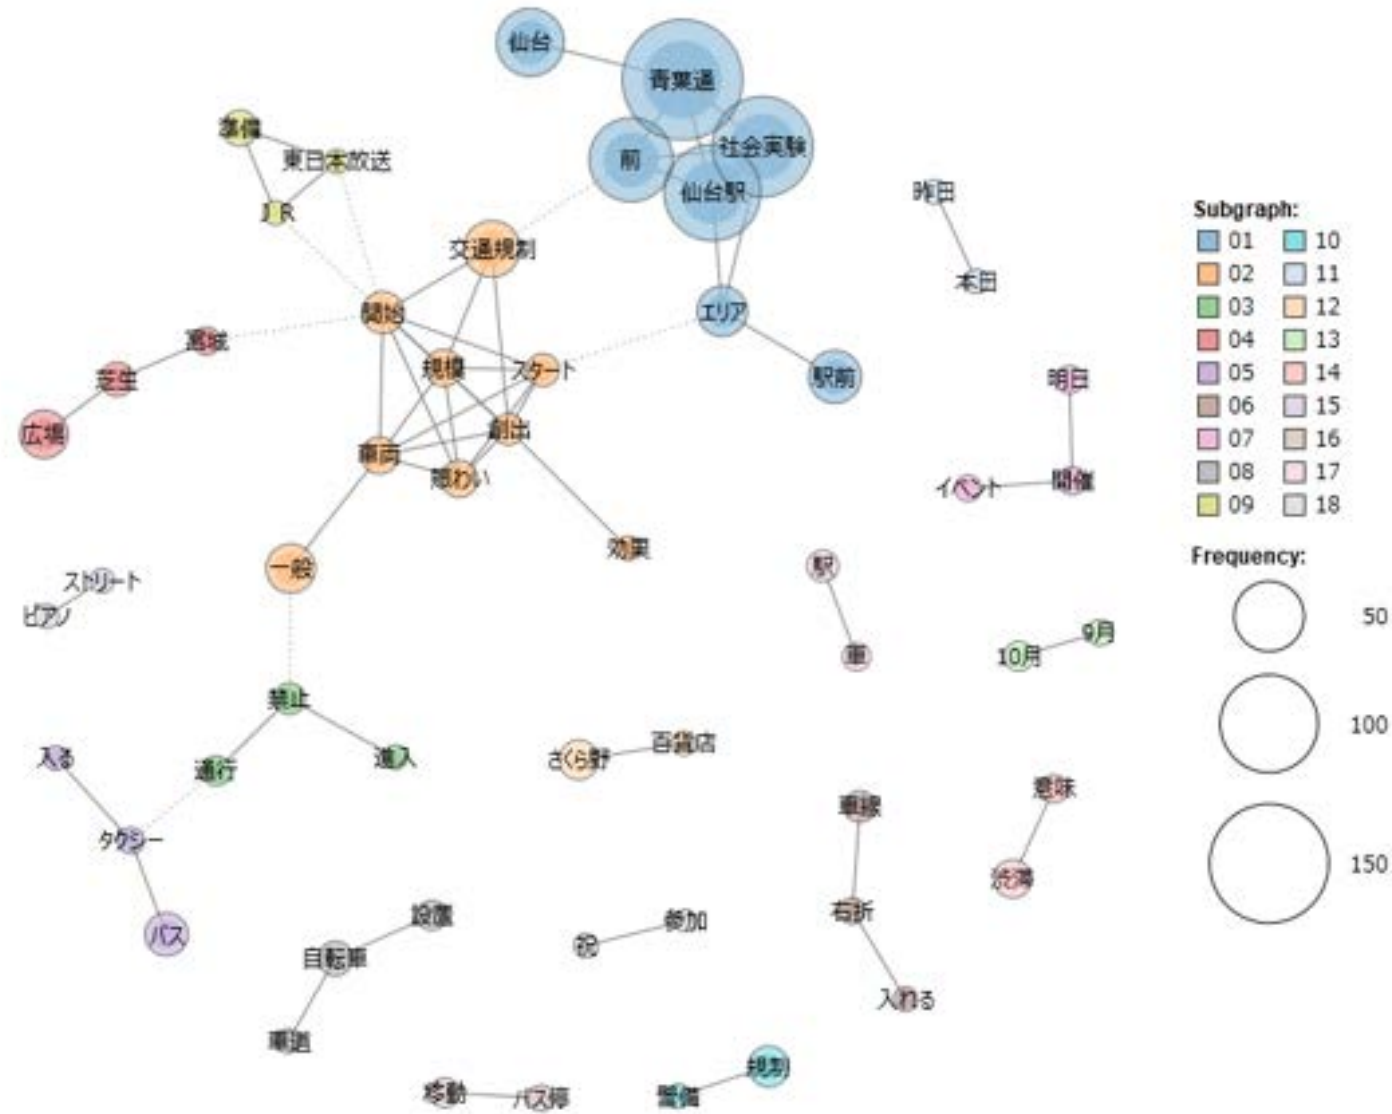 仙台
青葉通
準備
社会実験
東日本放送
前
仙台駅
昨田
JR
交通規制
本田
開始
エリア
葛城
規模
スタート
駅前
芝生
明日
広場
創出
車両
賑わい
開催
イベント
効果
一般
駅
ストリート
ピアノ
9月
10月
車
禁止
百貨店
入る
進入
さくら野
通行
意味
車線
タクシー
渋滞
右折
設置
参加
バス
祝
自転車
入れる
車道
規制
移動
バス停
警備
Subgraph:
01 10
02 11
03 12
04 13
05 14
06 15
07 16
08 17
09 18
Frequency:
50
100
150